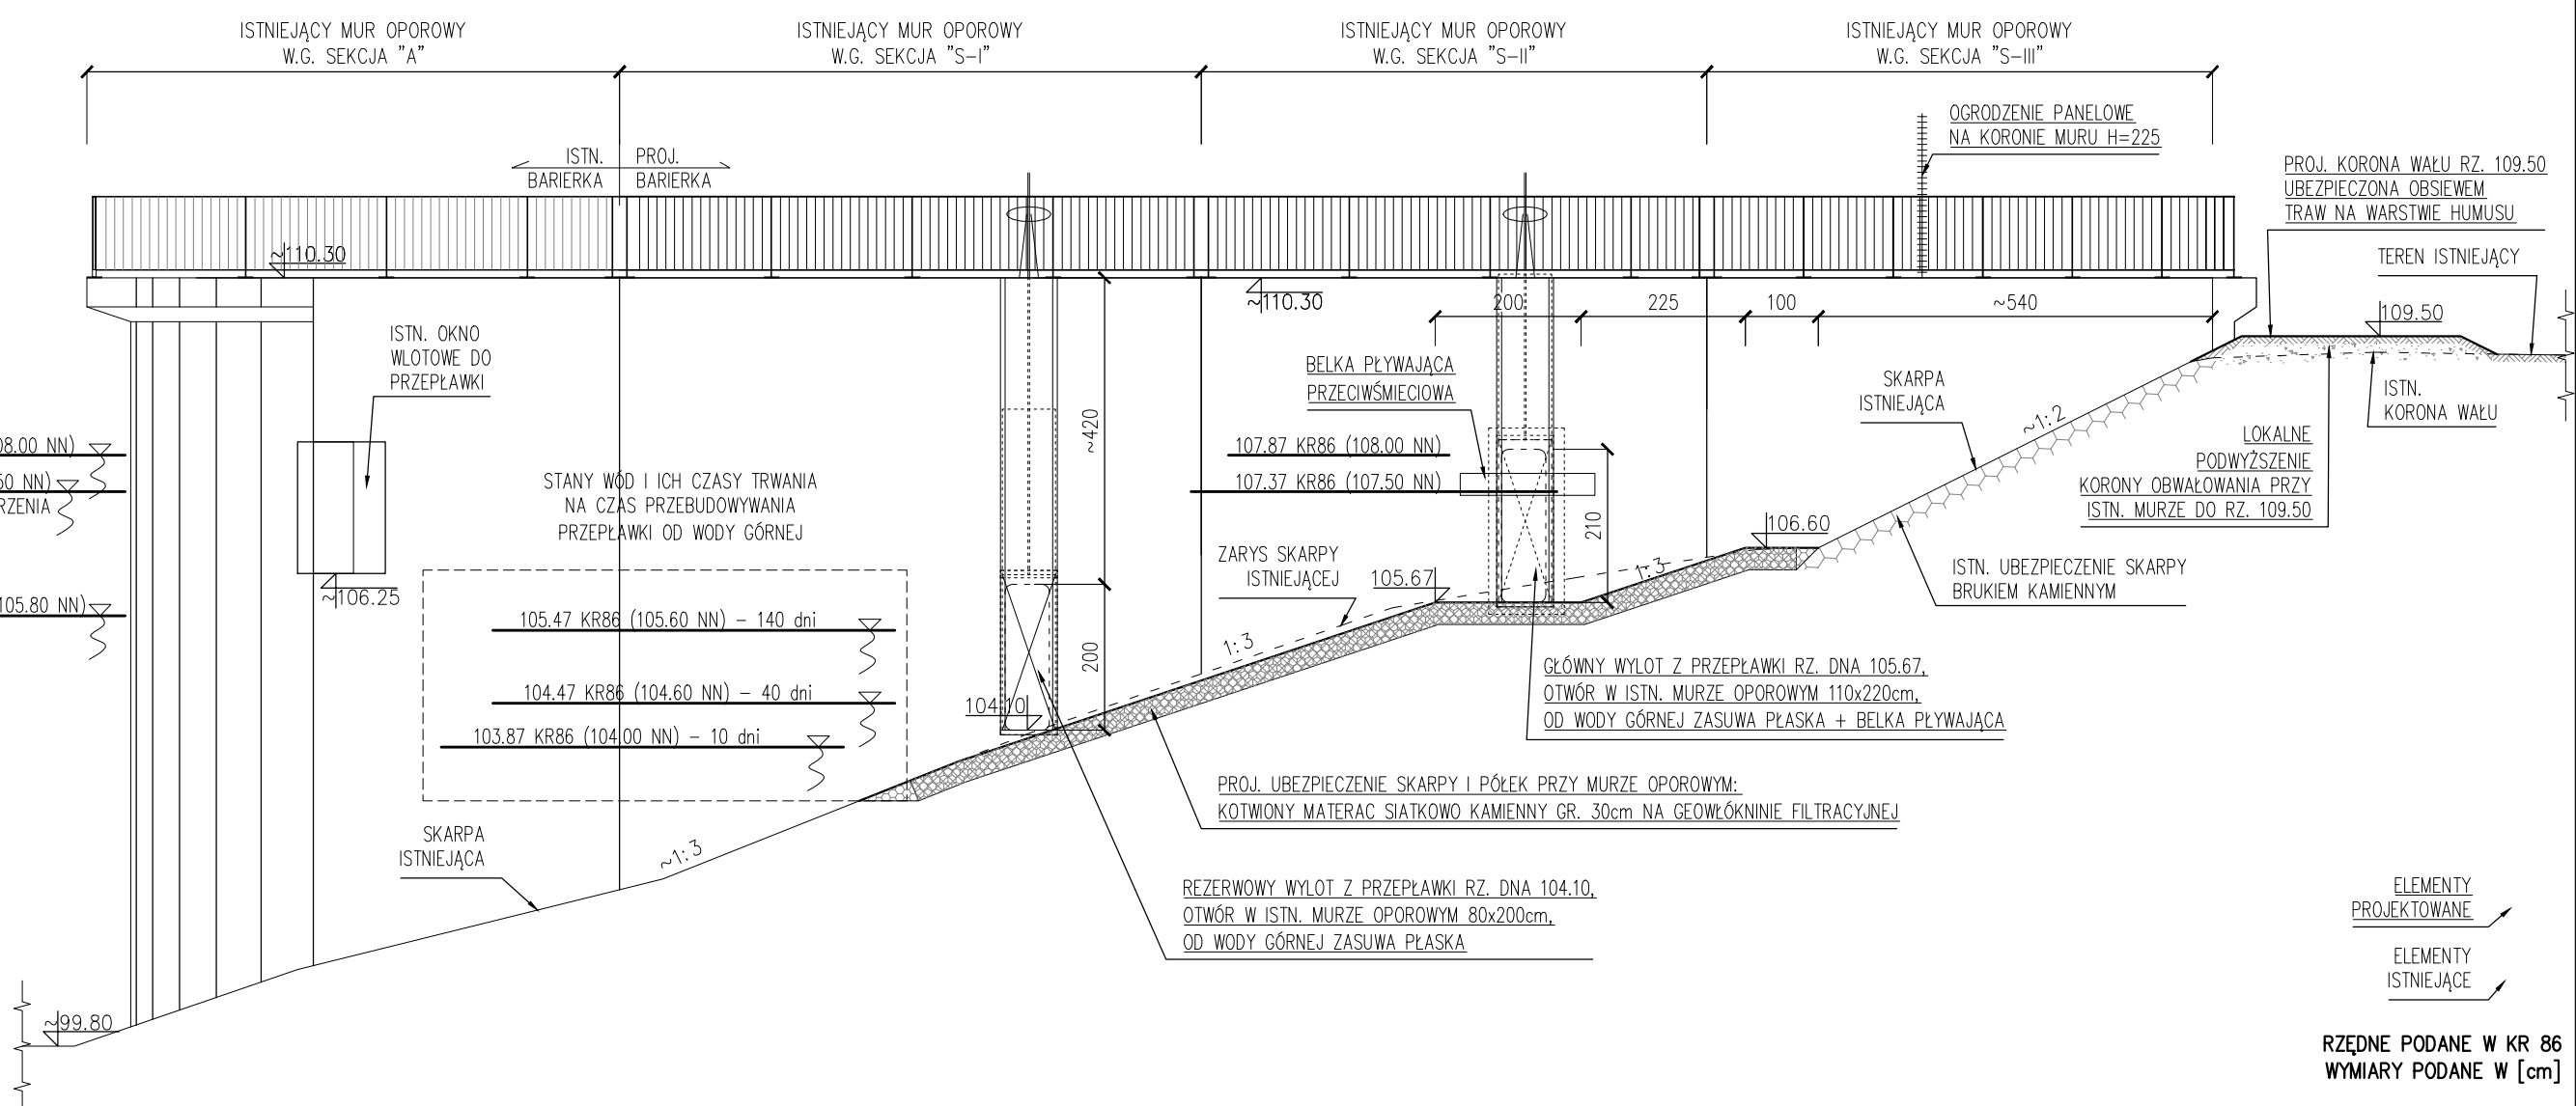 ISTNIEJĄCY MUR OPOROWY
W.G. SEKCJA "A"
ISTNIEJĄCY MUR OPOROWY
W.G. SEKCJA "S-I"
ISTNIEJĄCY MUR OPOROWY
W.G. SEKCJA "S-II"
ISTNIEJĄCY MUR OPOROWY
W.G. SEKCJA "S-III"
OGRODZENIE PANELOWE
NA KORONIE MURU H=225
ISTN.
BARIERKA
PROJ.
BARIERKA
PROJ. KORONA WAŁU RZ. 109.50
UBEZPIECZONA OBSIEWEM
TRAW NA WARSTWIE HUMUSU
TEREN ISTNIEJĄCY
~110.30
~110.30
200
225
100
~540
109.50
ISTN. OKNO
WLOTOWE DO
PRZEPŁAWKI
BELKA PŁYWAJĄCA
PRZECIWŚMIECIOWA
SKARPA
ISTNIEJĄCA
~1:2
ISTN.
KORONA WAŁU
LOKALNE
PODWYŻSZENIE
KORONY OBWAŁOWANIA PRZY
ISTN. MURZE DO RZ. 109.50
08.00 NN)
50 NN)
RZENIA
105.80 NN)
~420
107.87 KR86 (108.00 NN)
107.37 KR86 (107.50 NN)
210
STANY WÓD I ICH CZASY TRWANIA
NA CZAS PRZEBUDOWYWANIA
PRZEPŁAWKI OD WODY GÓRNEJ
~106.25
ZARYS SKARPY
ISTNIEJĄCEJ
105.67
106.60
1:3
ISTN. UBEZPIECZENIE SKARPY
BRUKIEM KAMIENNYM
105.47 KR86 (105.60 NN) - 140 dni
104.47 KR86 (104.60 NN) - 40 dni
103.87 KR86 (104.00 NN) - 10 dni
200
104.10
1:3
GŁÓWNY WYLOT Z PRZEPŁAWKI RZ. DNA 105.67,
OTWÓR W ISTN. MURZE OPOROWYM 110x220cm,
OD WODY GÓRNEJ ZASUWA PŁASKA + BELKA PŁYWAJĄCA
PROJ. UBEZPIECZENIE SKARPY I PÓŁEK PRZY MURZE OPOROWYM:
KOTWIONY MATERAC SIATKOWO KAMIENNY GR. 30cm NA GEOWŁÓKNINIE FILTRACYJNEJ
SKARPA
ISTNIEJĄCA
~1:3
REZERWOWY WYLOT Z PRZEPŁAWKI RZ. DNA 104.10,
OTWÓR W ISTN. MURZE OPOROWYM 80x200cm,
OD WODY GÓRNEJ ZASUWA PŁASKA
ELEMENTY
PROJEKTOWANE
ELEMENTY
ISTNIEJĄCE
~99.80
RZĘDNE PODANE W KR 86
WYMIARY PODANE W [cm]